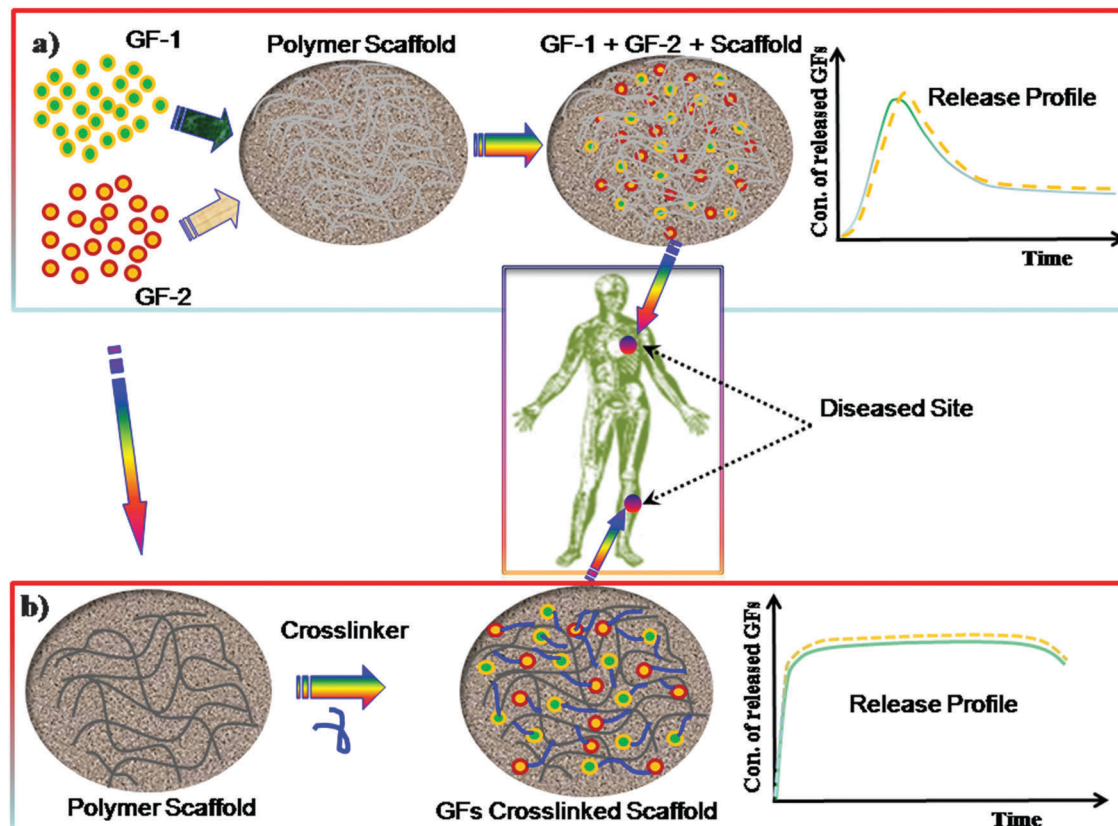 a)
GF-1
Polymer Scaffold
GF-1 + GF-2 + Scaffold
Con. of released GFs
Release Profile
Time
GF-2
Diseased Site
b)
Crosslinker
Con. of released GFs
Release Profile
Time
Polymer Scaffold
GFs Crosslinked Scaffold